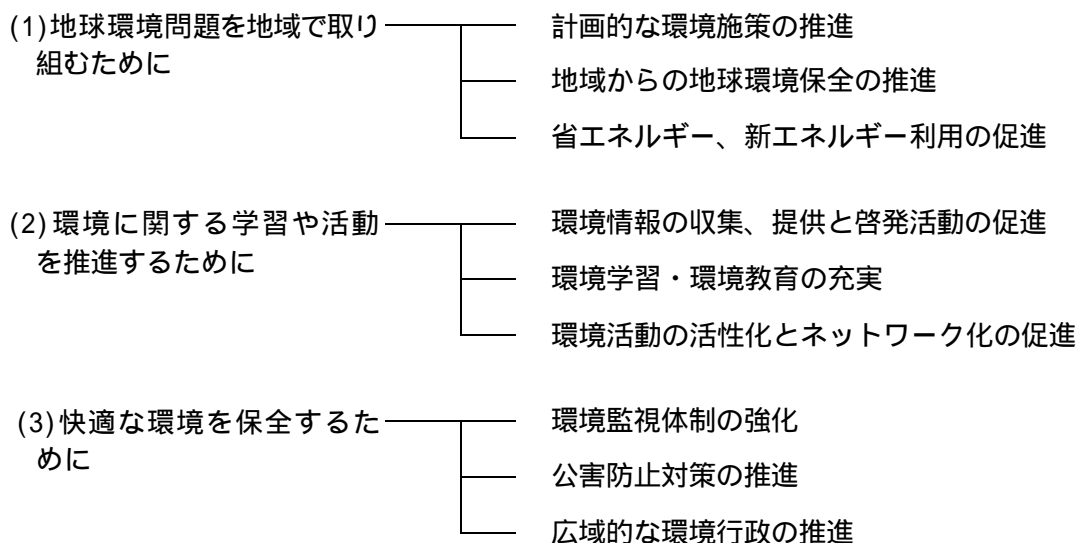 (1)地球環境問題を地域で取り
組むために
計画的な環境施策の推進
地域からの地球環境保全の推進
省エネルギー、新エネルギー利用の促進
(2)環境に関する学習や活動
を推進するために
環境情報の収集、提供と啓発活動の促進
環境学習・環境教育の充実
環境活動の活性化とネットワーク化の促進
(3)快適な環境を保全するた
めに
環境監視体制の強化
公害防止対策の推進
広域的な環境行政の推進